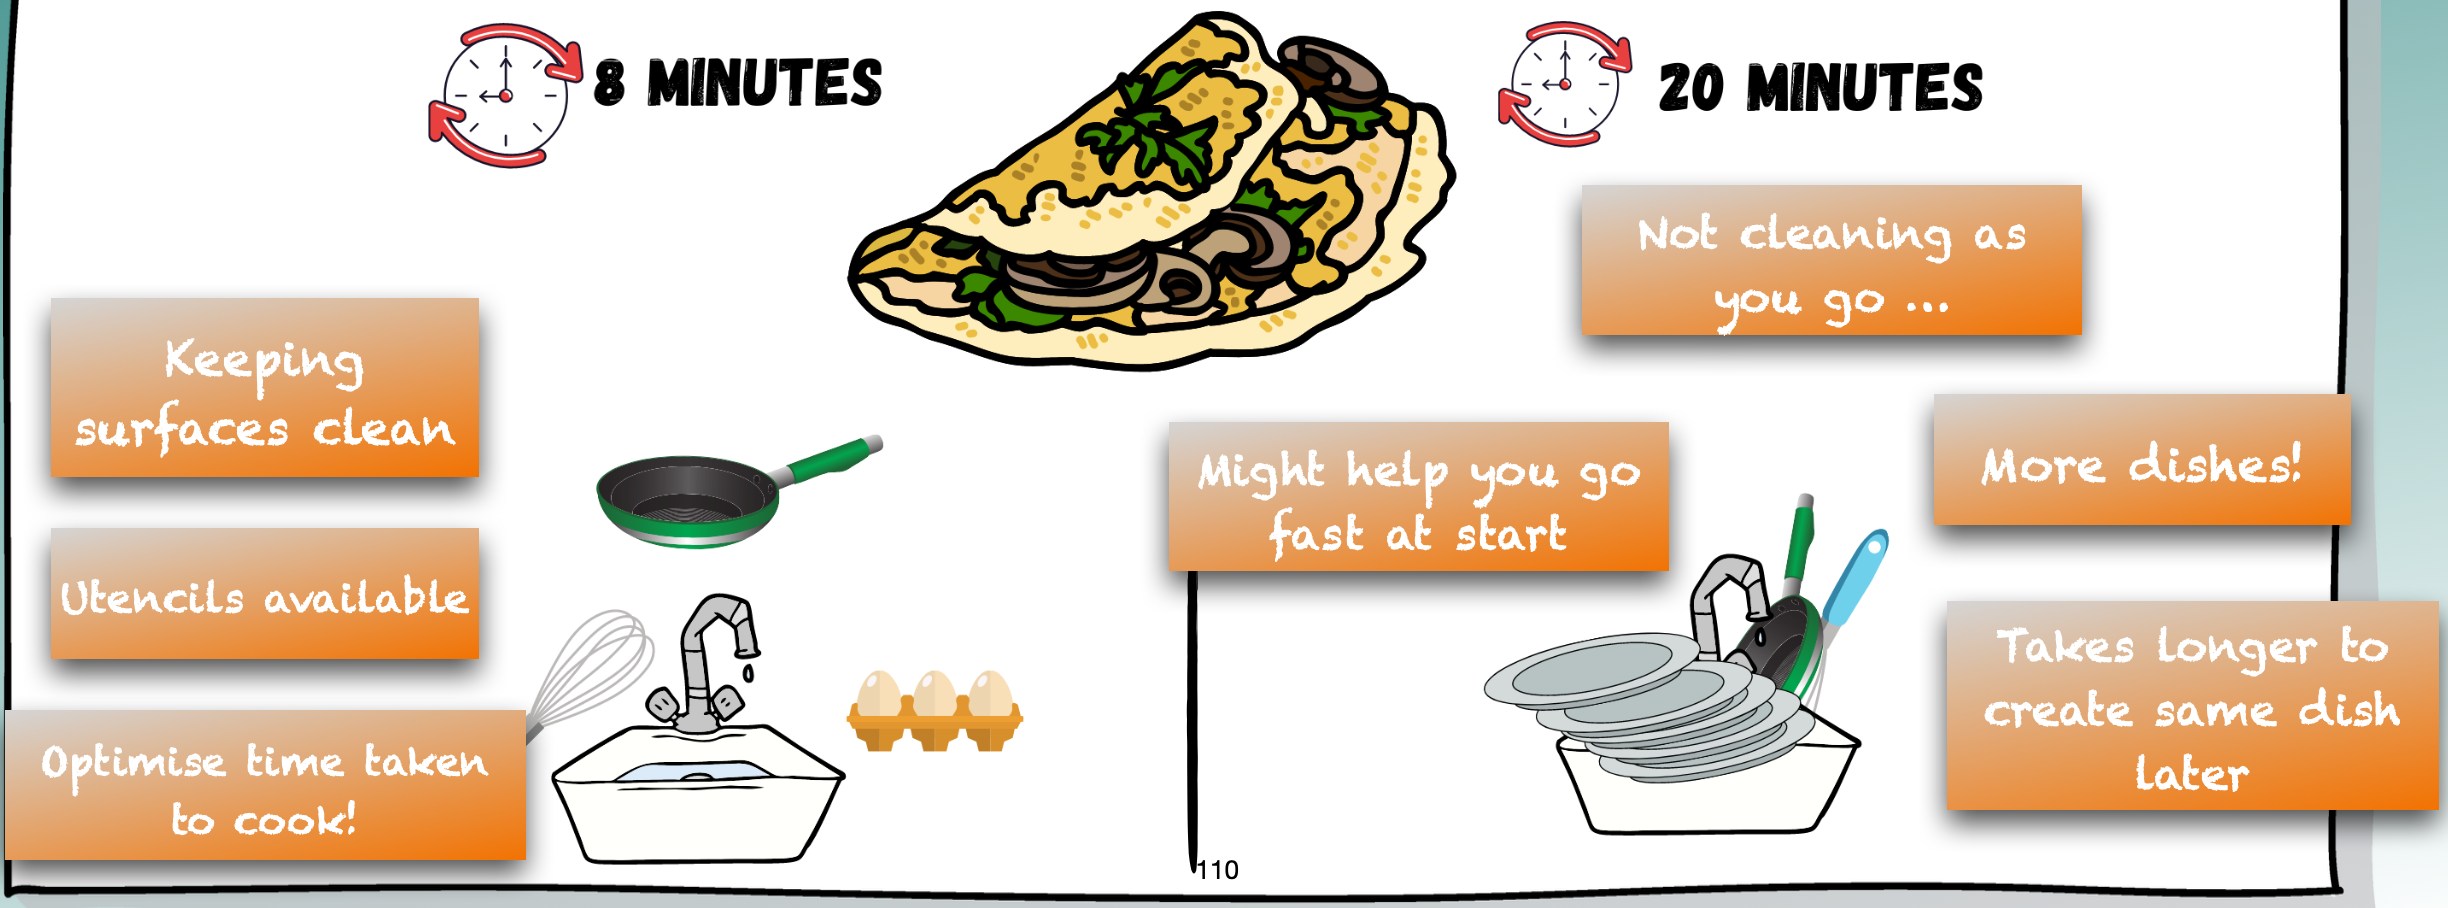 8 MINUTES
20 MINUTES
Keeping
surfaces clean
Utencils available
Optimise time taken
to cook!
Not cleaning as
you go ...
Might help you go
fast at start
More dishes!
Takes longer to
create same dish
later
110